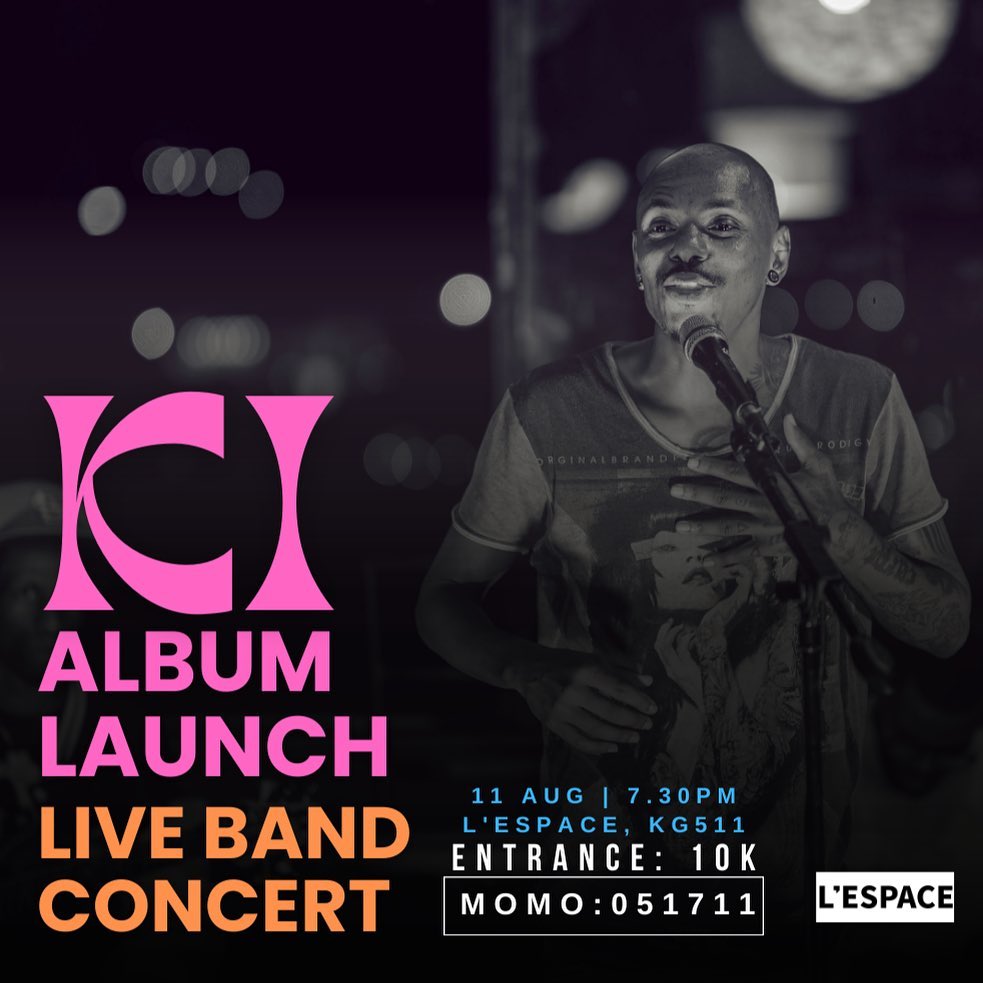 KI
ALBUM
LAUNCH
LIVE BAND
CONCERT
11 AUG | 7.30PM
L'ESPACE, KG511
ENTRANCE: 10K
MOMO:051711
L'ESPACE